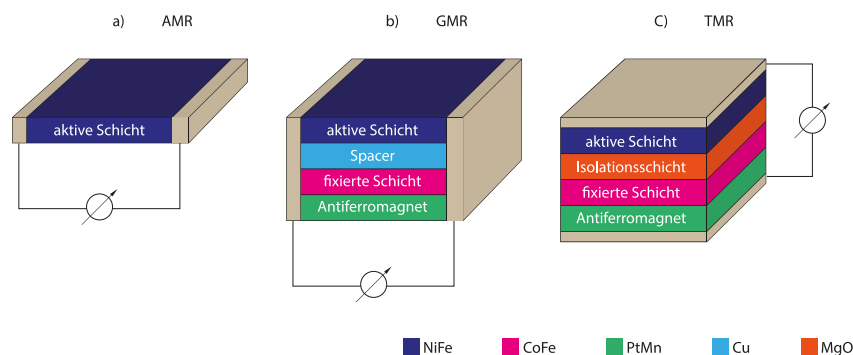 a) AMR
b) GMR
C) TMR
aktive Schicht
aktive Schicht
Spacer
fixierte Schicht
Antiferromagnet
aktive Schicht
Isolationsschicht
fixierte Schicht
Antiferromagnet
NiFe
CoFe
PtMn
Cu
MgO